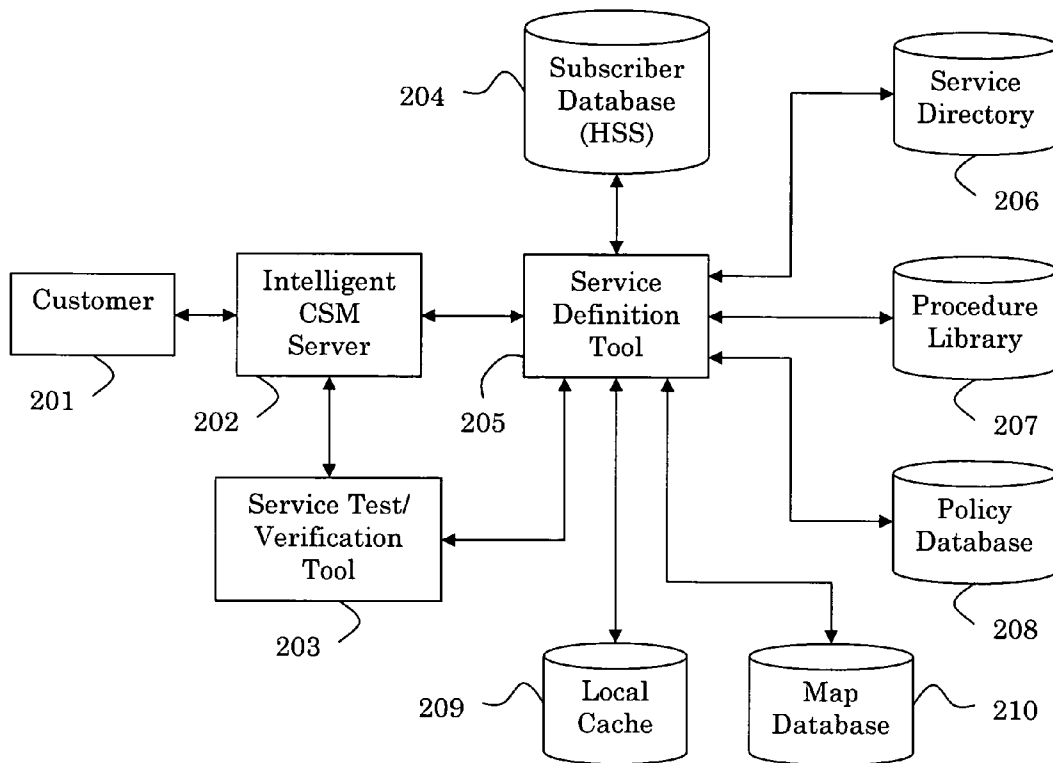 Subscriber
Database
(HSS)
204
Service
Directory
206
Customer
201
Intelligent
CSM
Server
202
Service
Definition
Tool
205
Procedure
Library
207
Service Test/
Verification
Tool
203
Policy
Database
208
Local
Cache
209
Map
Database
210